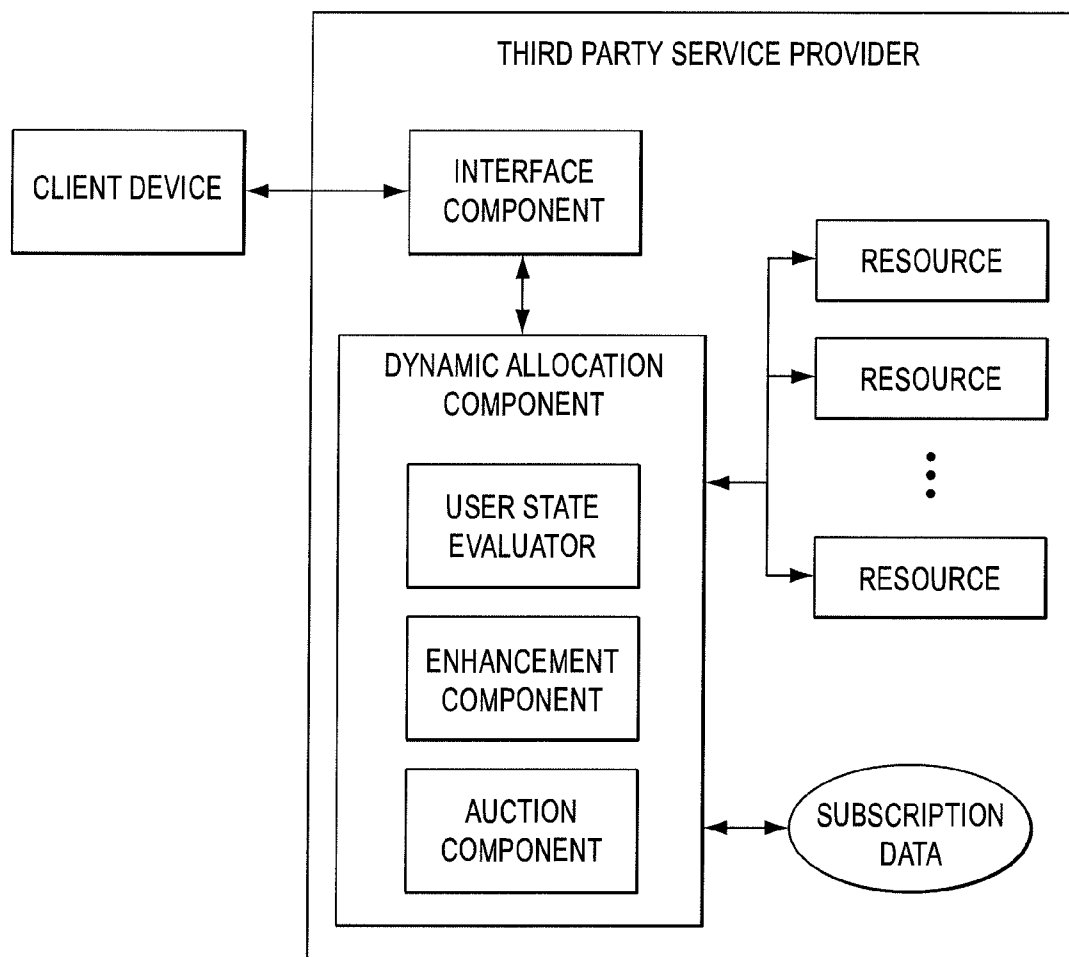 THIRD PARTY SERVICE PROVIDER
CLIENT DEVICE
INTERFACE
COMPONENT
RESOURCE
DYNAMIC ALLOCATION
COMPONENT
RESOURCE
USER STATE
EVALUATOR
RESOURCE
ENHANCEMENT
COMPONENT
AUCTION
COMPONENT
SUBSCRIPTION
DATA